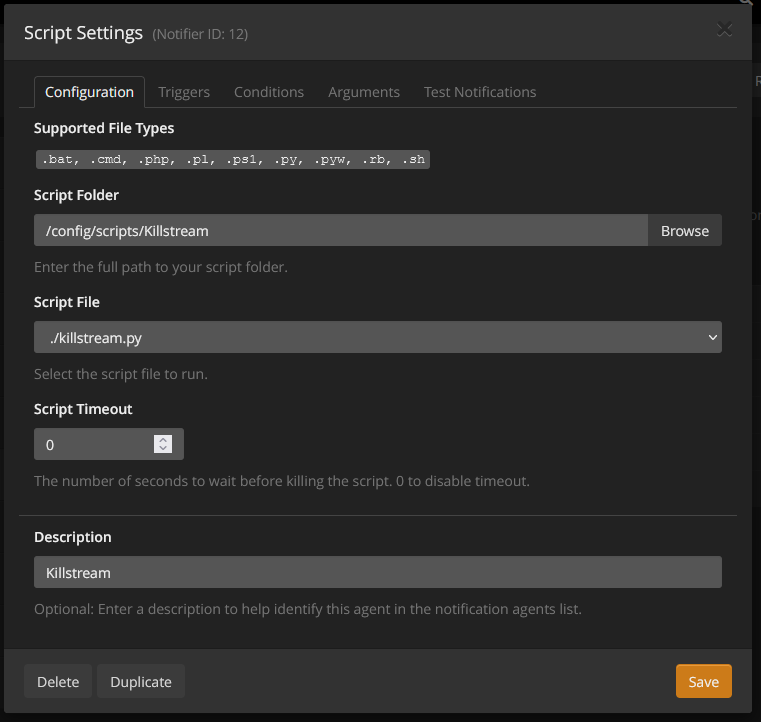 Script Settings (Notifier ID: 12)
Configuration Triggers Conditions Arguments Test Notifications
Supported File Types
.bat, .cmd, .php, .pl, .ps1, .py, .pyw, .rb, .sh
Script Folder
/config/scripts/Killstream Browse
Enter the full path to your script folder.
Script File
./killstream.py
Select the script file to run.
Script Timeout
0
The number of seconds to wait before killing the script. 0 to disable timeout.
Description
Killstream
Optional: Enter a description to help identify this agent in the notification agents list.
Delete Duplicate Save